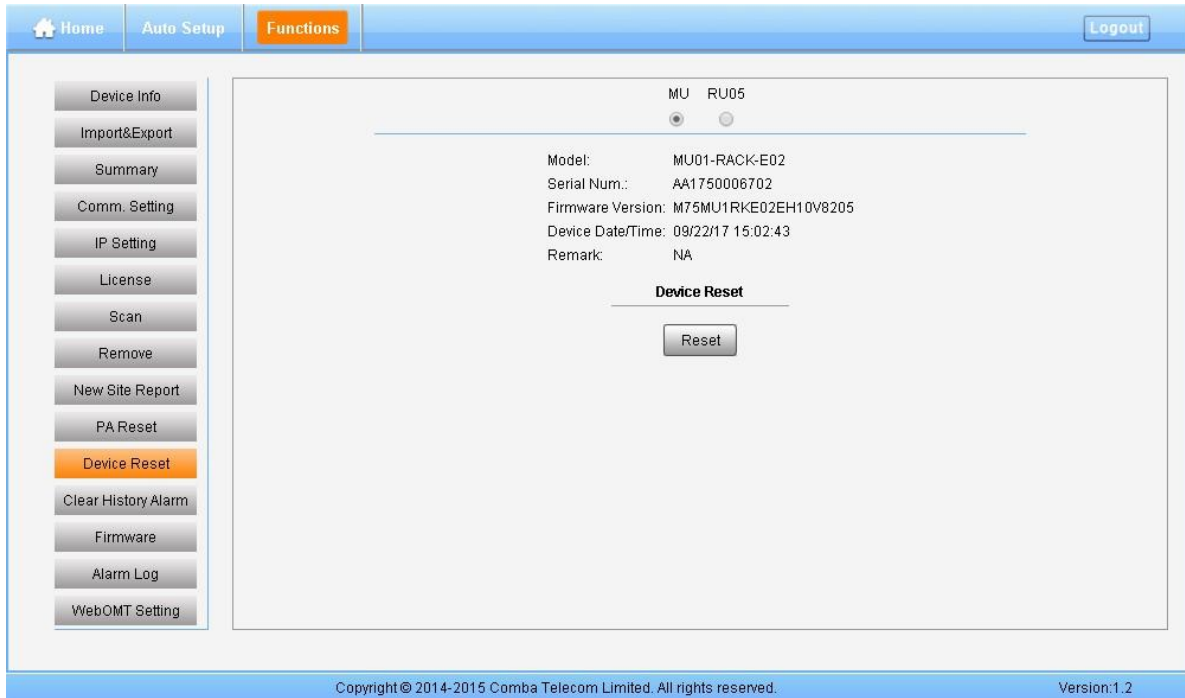 Home Auto Setup Functions Logout
Device Info
Import&Export
Summary
Comm. Setting
IP Setting
License
Scan
Remove
New Site Report
PA Reset
Device Reset
Clear History Alarm
Firmware
Alarm Log
WebOMT Setting
MU RU05
Model: MU01-RACK-E02
Serial Num.: AA1750006702
Firmware Version: M75MU1RKE02EH10V8205
Device Date/Time: 09/22/17 15:02:43
Remark: NA
Device Reset
Reset
Copyright © 2014-2015 Comba Telecom Limited. All rights reserved. Version:1.2